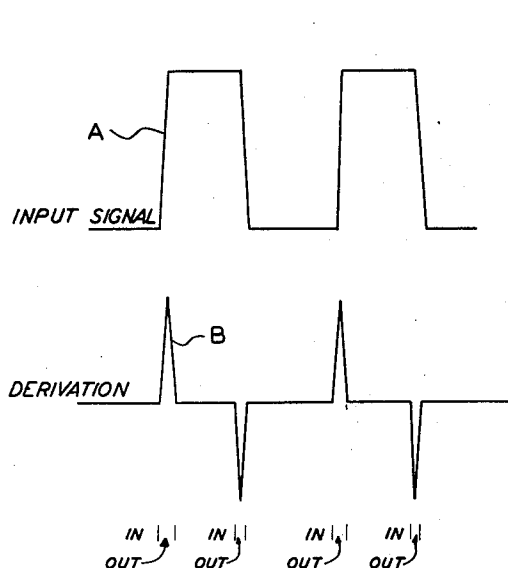 A
INPUT SIGNAL
B
DERIVATION
IN IN IN IN
OUT OUT OUT OUT